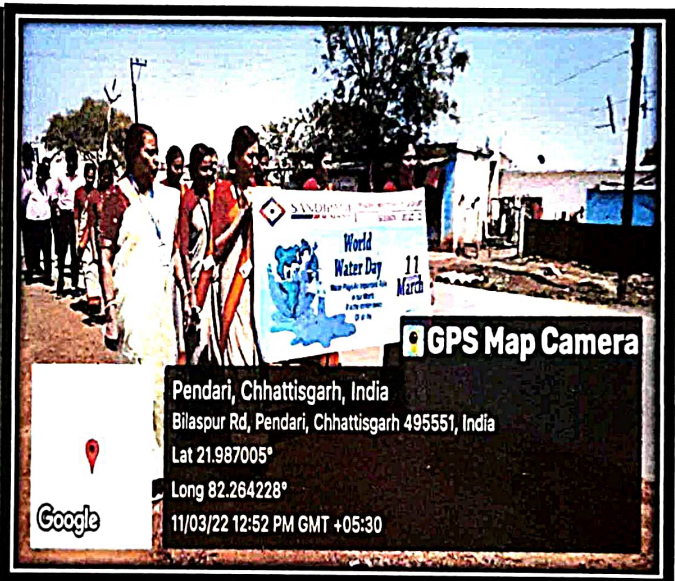 World
Water Day
11
March
GPS Map Camera
Pendari, Chhattisgarh, India
Bilaspur Rd, Pendari, Chhattisgarh 495551, India
Lat 21.987005°
Long 82.264228°
11/03/22 12:52 PM GMT +05:30
Google